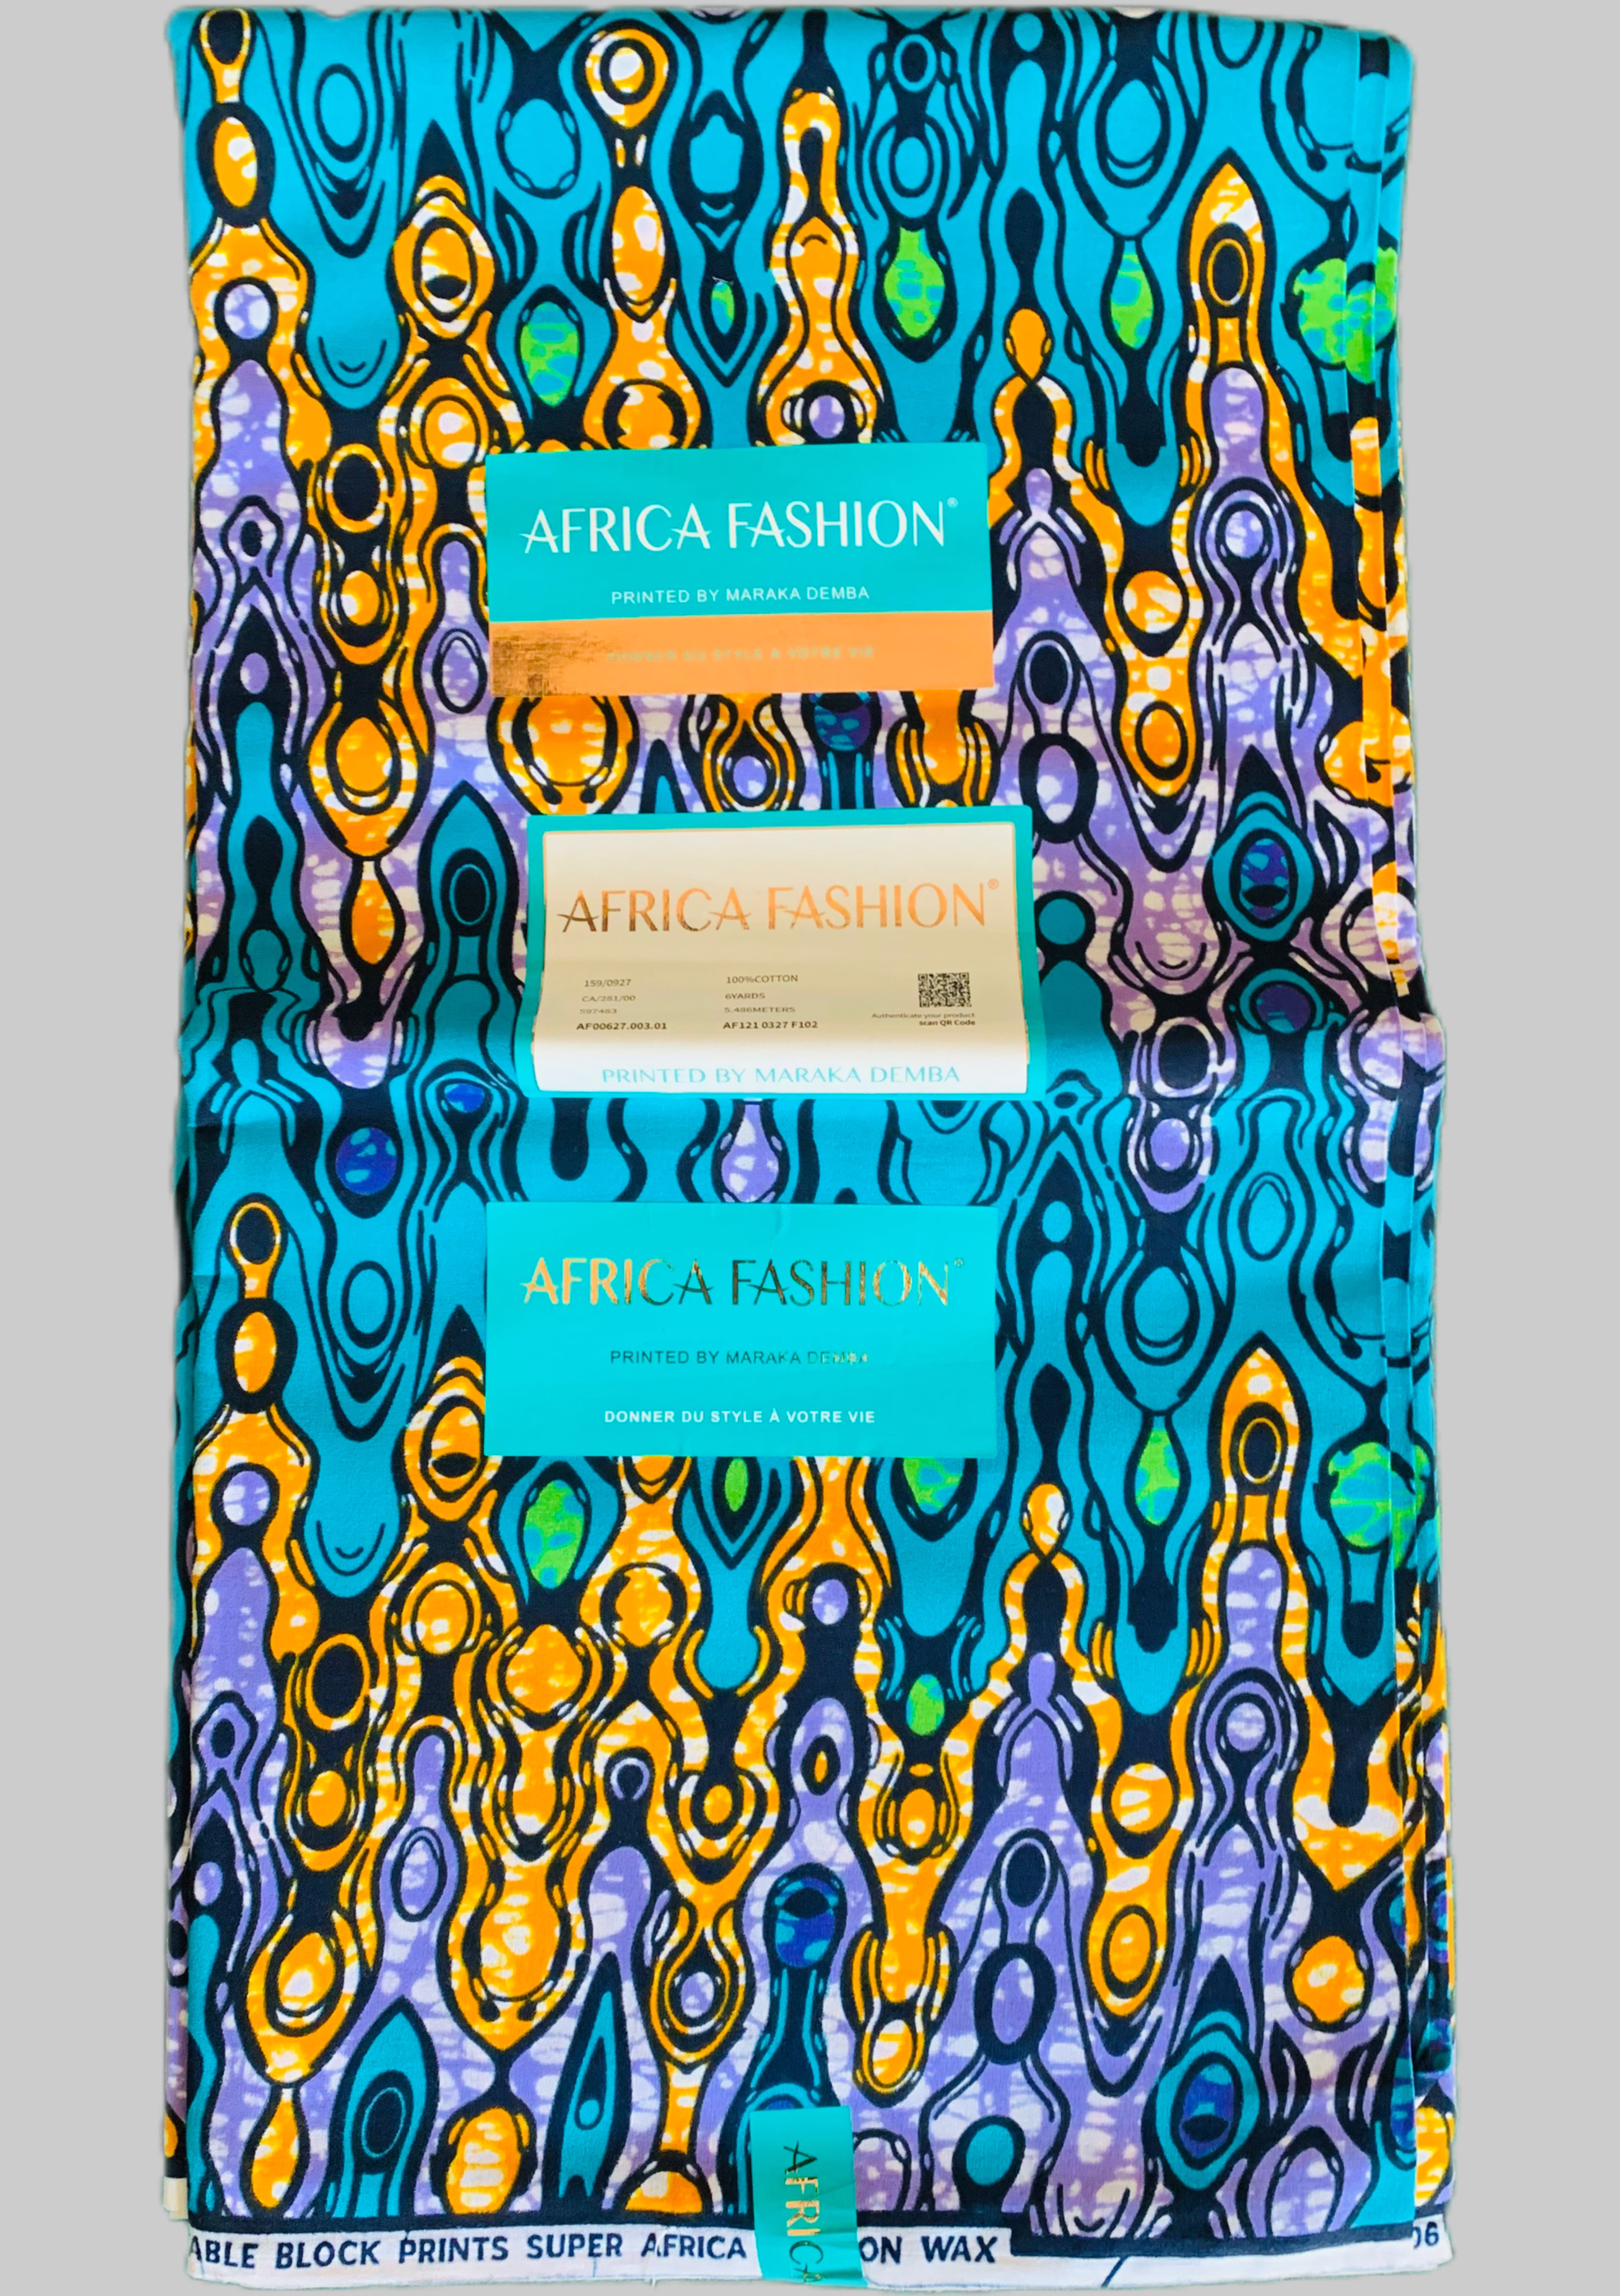 AFRICA FASHION®
PRINTED BY MARAKA DEMBA
DONNER DU STYLE À VOTRE VIE
AFRICA FASHION®
159/0927
CA/281/00
597483
AF00627.003.01
100%COTTON
6YARDS
5.486METERS
AF121 0327 F102
Authenticate your product
scan QR Code
PRINTED BY MARAKA DEMBA
AFRICA FASHION®
PRINTED BY MARAKA DEMBA
DONNER DU STYLE À VOTRE VIE
AFRICA
ABLE BLOCK PRINTS SUPER AFRICA ON WAX
06